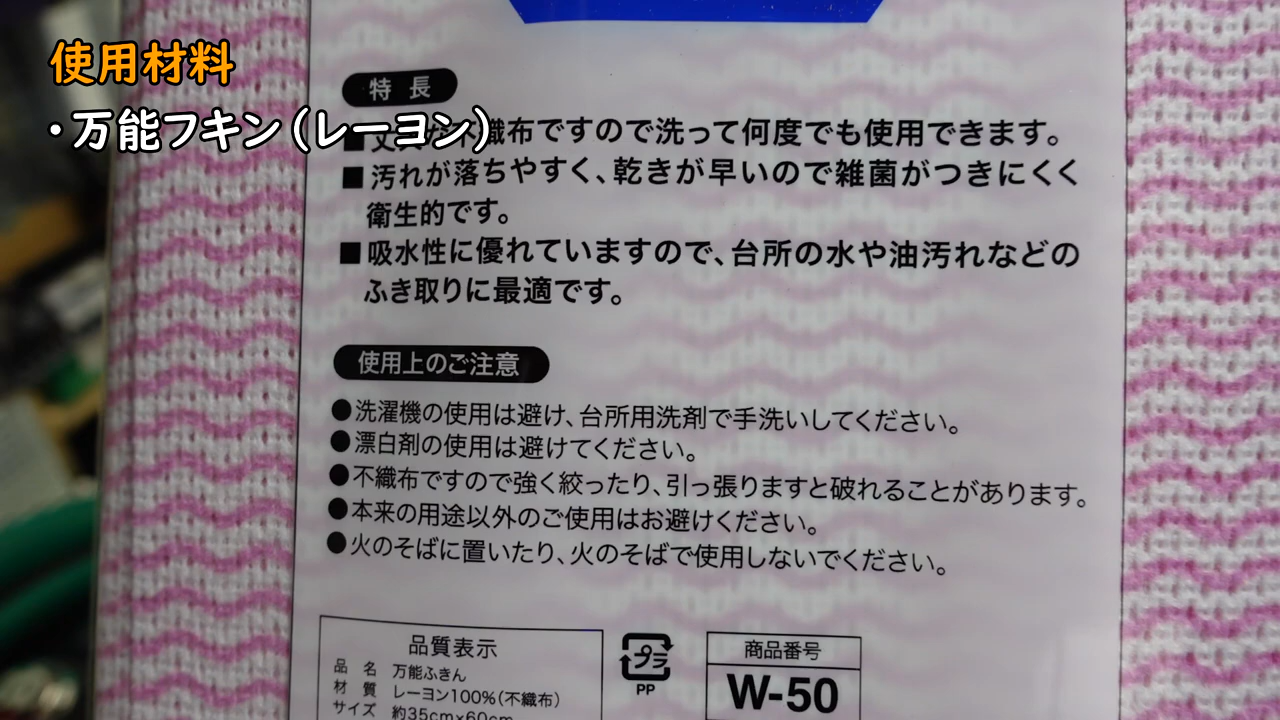 使用材料
・万能フキン（レーヨン）
特 長
織布ですので洗って何度でも使用できます。
■汚れが落ちやすく、乾きが早いので雑菌がつきにくく
衛生的です。
■吸水性に優れていますので、台所の水や油汚れなどの
ふき取りに最適です。
使用上のご注意
●洗濯機の使用は避け、台所用洗剤で手洗いしてください。
●漂白剤の使用は避けてください。
●不織布ですので強く絞ったり、引っ張りますと破れることがあります。
●本来の用途以外のご使用はお避けください。
●火のそばに置いたり、火のそばで使用しないでください。
品質表示
品 名 万能ふきん
材 質 レーヨン100%(不織布)
サイズ 約35cm×60cm
プラ
PP
商品番号
W-50